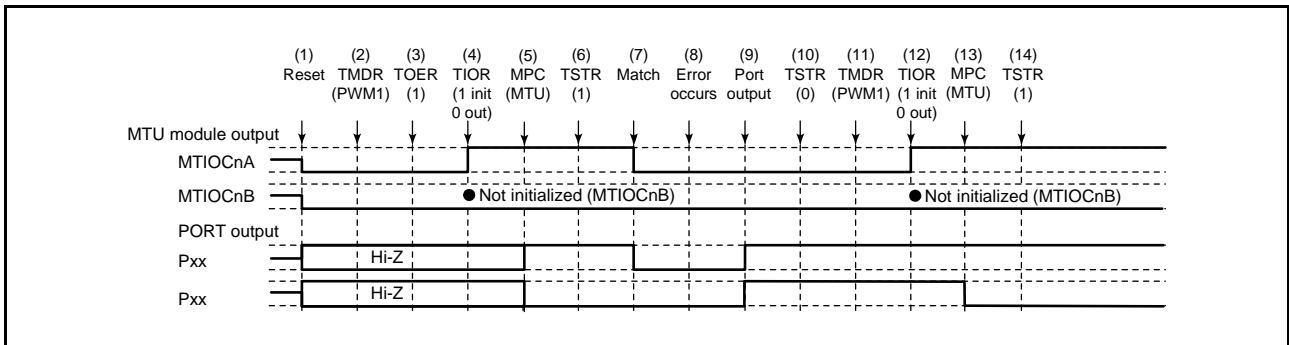 (1) (2) (3) (4) (5) (6) (7) (8) (9) (10) (11) (12) (13) (14)
Reset TMDR TOER TIOR MPC TSTR Match Error Port TSTR TMDR TIOR MPC TSTR
(PWM1) (1) (1 init (MTU) (1) occurs output (0) (PWM1) (1 init (MTU) (1)
0 out) 0 out)
MTU module output
MTIOCnA
MTIOCnB Not initialized (MTIOCnB) Not initialized (MTIOCnB)
PORT output
Pxx Hi-Z
Pxx Hi-Z